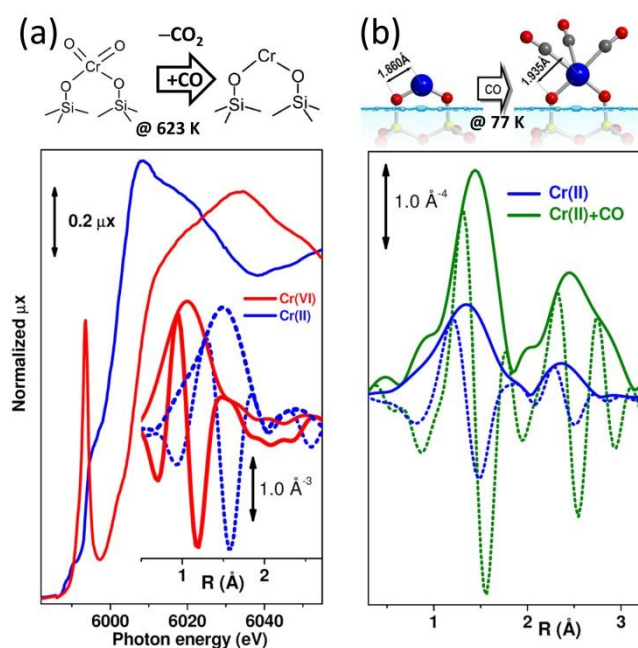 (a)
–CO₂
+CO
@ 623 K
O
O
Cr
O
O
Si
Si
Cr
O
O
Si
Si
0.2 μx
Cr(VI)
Cr(II)
1.0 Å⁻³
1
2
R (Å)
Normalized μx
6000
6020
6040
Photon energy (eV)
(b)
1.860Å
CO
1.935Å
@ 77 K
1.0 Å⁻⁴
Cr(II)
Cr(II)+CO
1
2
3
R (Å)